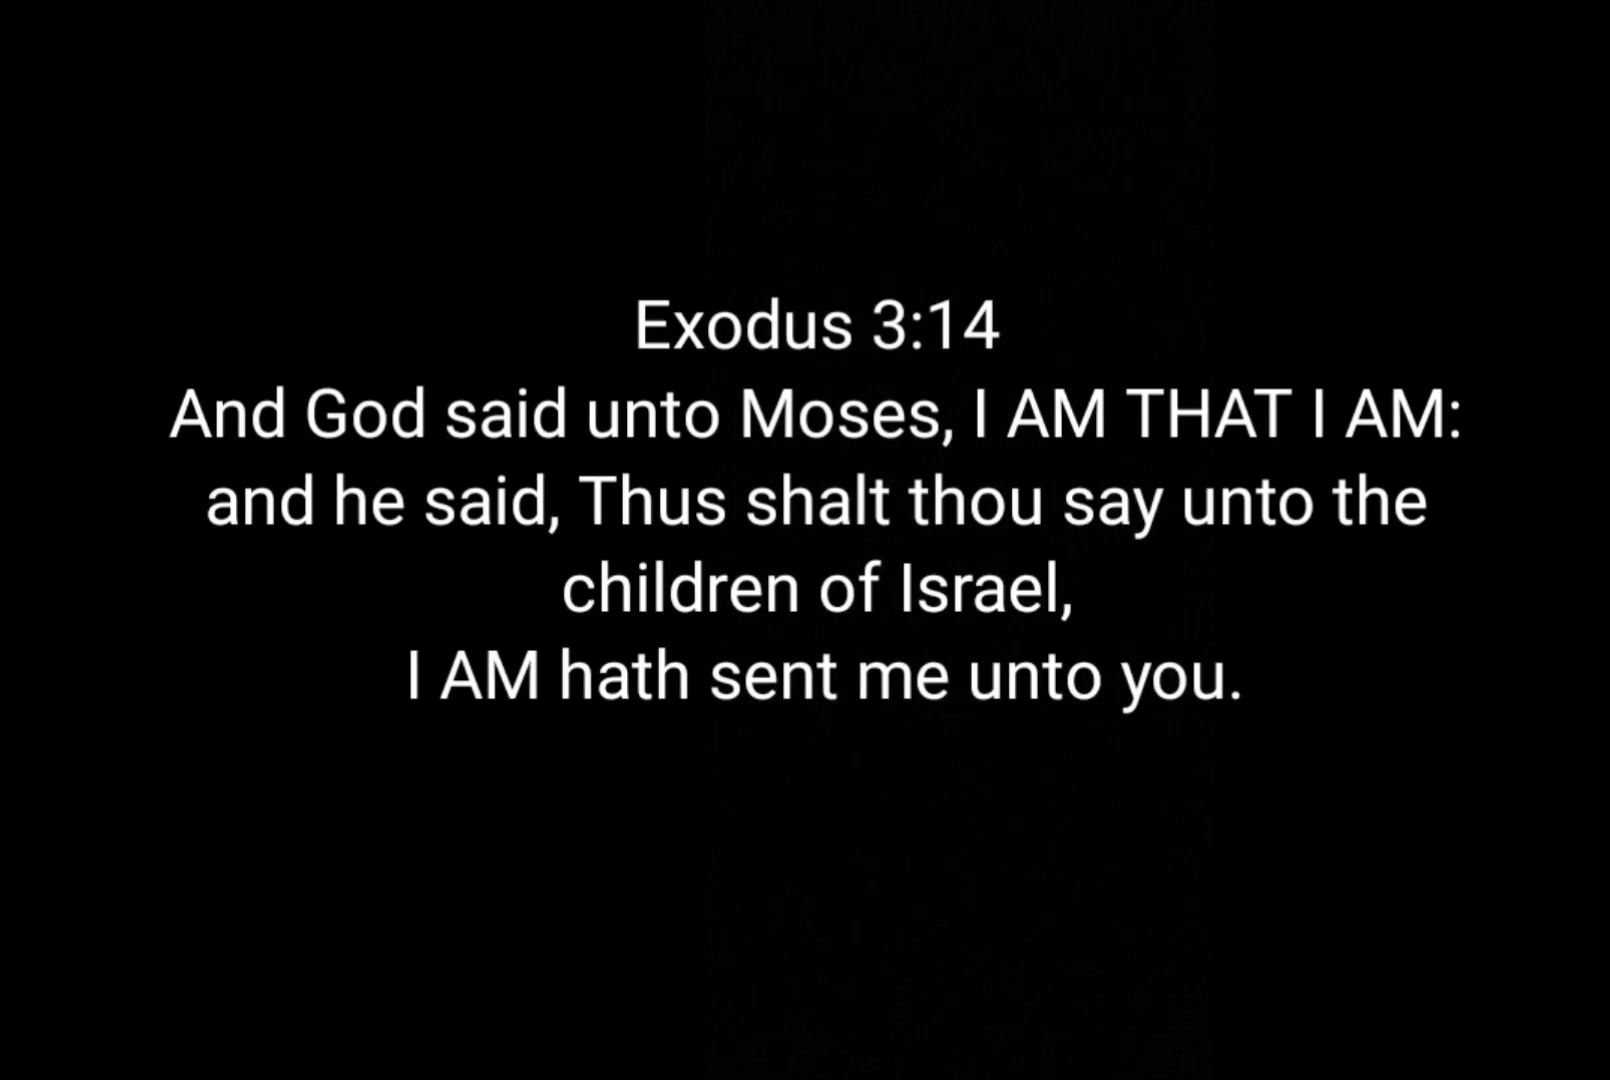 Exodus 3:14
And God said unto Moses, I AM THAT I AM:
and he said, Thus shalt thou say unto the
children of Israel,
I AM hath sent me unto you.